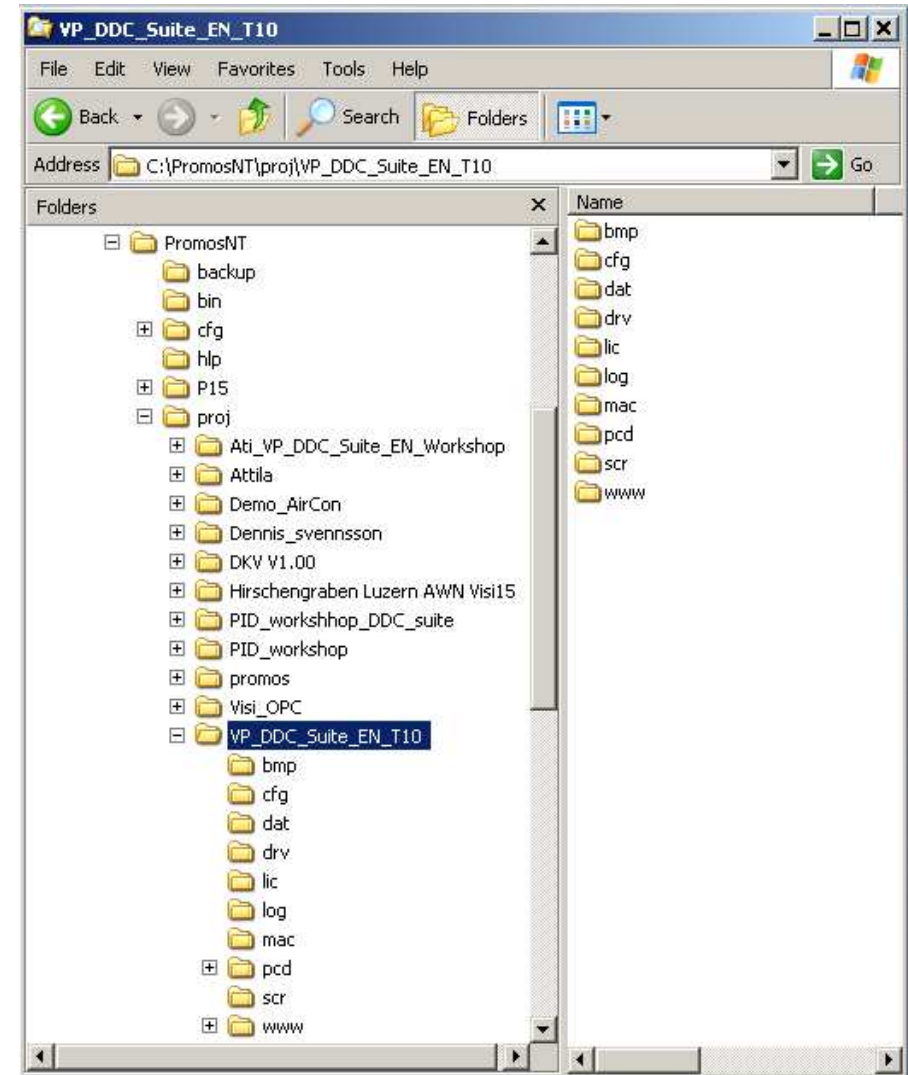 VP_DDC_Suite_EN_T10
File Edit View Favorites Tools Help
Back Search Folders
Address C:\PromosNT\proj\VP_DDC_Suite_EN_T10 Go
Folders
PromosNT
backup
bin
cfg
hlp
P15
proj
Ati_VP_DDC_Suite_EN_Workshop
Attila
Demo_AirCon
Dennis_svennsson
DKV V1.00
Hirschengraben Luzern AWN Visi15
PID_workshhop_DDC_suite
PID_workshop
promos
Visi_OPC
VP_DDC_Suite_EN_T10
bmp
cfg
dat
drv
lic
log
mac
pcd
scr
www
Name
bmp
cfg
dat
drv
lic
log
mac
pcd
scr
www